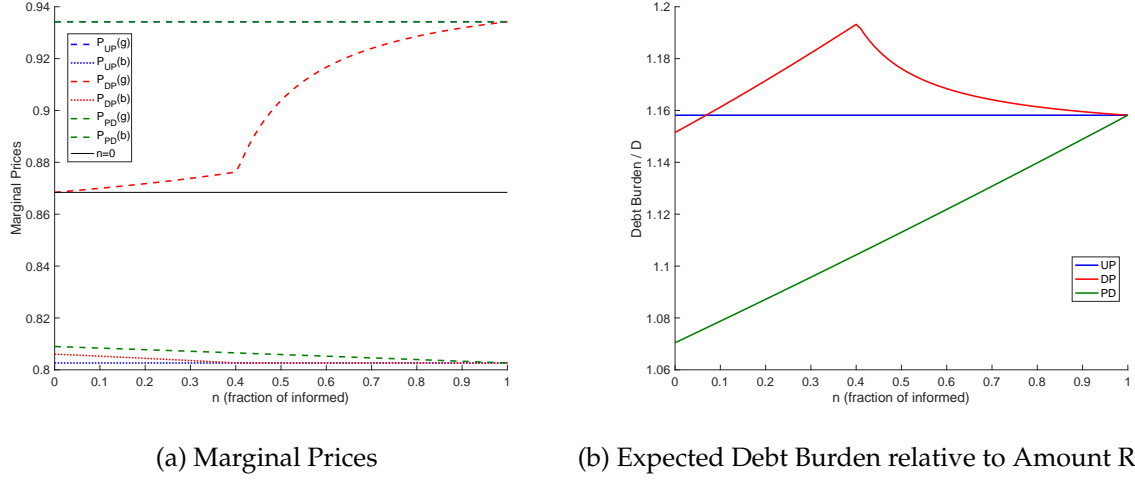 0.94
0.92
0.9
0.88
0.86
0.84
0.82
0.8
Marginal Prices
P_UP(g)
P_UP(b)
P_DP(g)
P_DP(b)
P_PD(g)
P_PD(b)
n=0
0 0.1 0.2 0.3 0.4 0.5 0.6 0.7 0.8 0.9 1
n (fraction of informed)
(a) Marginal Prices
1.2
1.18
1.16
1.14
1.12
1.1
1.08
1.06
Debt Burden / D
UP
DP
PD
0 0.1 0.2 0.3 0.4 0.5 0.6 0.7 0.8 0.9 1
n (fraction of informed)
(b) Expected Debt Burden relative to Amount R